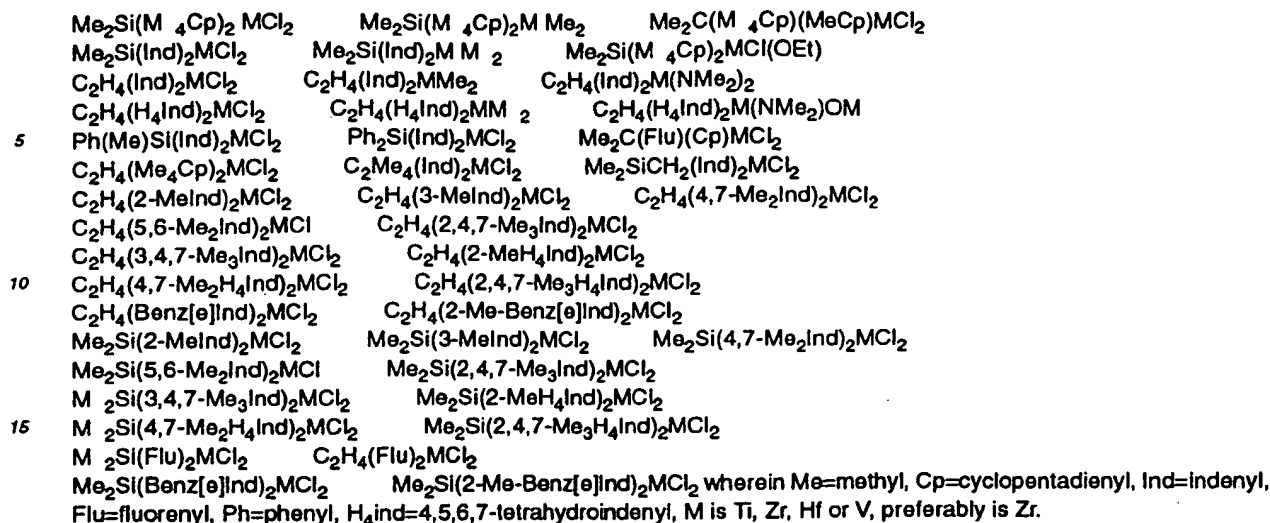 Me₂Si(M ₄Cp)₂ MCl₂ Me₂Si(M ₄Cp)₂M Me₂ Me₂C(M ₄Cp)(MeCp)MCl₂
Me₂Si(Ind)₂MCl₂ Me₂Si(Ind)₂M M ₂ Me₂Si(M ₄Cp)₂MCl(OEt)
C₂H₄(Ind)₂MCl₂ C₂H₄(Ind)₂MMe₂ C₂H₄(Ind)₂M(NMe₂)₂
C₂H₄(H₄Ind)₂MCl₂ C₂H₄(H₄Ind)₂MM ₂ C₂H₄(H₄Ind)₂M(NMe₂)OM
5 Ph(Me)Si(Ind)₂MCl₂ Ph₂Si(Ind)₂MCl₂ Me₂C(Flu)(Cp)MCl₂
C₂H₄(Me₄Cp)₂MCl₂ C₂Me₄(Ind)₂MCl₂ Me₂SiCH₂(Ind)₂MCl₂
C₂H₄(2-MeInd)₂MCl₂ C₂H₄(3-MeInd)₂MCl₂ C₂H₄(4,7-Me₂Ind)₂MCl₂
C₂H₄(5,6-Me₂Ind)₂MCl C₂H₄(2,4,7-Me₃Ind)₂MCl₂
C₂H₄(3,4,7-Me₃Ind)₂MCl₂ C₂H₄(2-MeH₄Ind)₂MCl₂
10 C₂H₄(4,7-Me₂H₄Ind)₂MCl₂ C₂H₄(2,4,7-Me₃H₄Ind)₂MCl₂
C₂H₄(Benz[e]Ind)₂MCl₂ C₂H₄(2-Me-Benz[e]Ind)₂MCl₂
Me₂Si(2-MeInd)₂MCl₂ Me₂Si(3-MeInd)₂MCl₂ Me₂Si(4,7-Me₂Ind)₂MCl₂
Me₂Si(5,6-Me₂Ind)₂MCl Me₂Si(2,4,7-Me₃Ind)₂MCl₂
M ₂Si(3,4,7-Me₃Ind)₂MCl₂ Me₂Si(2-MeH₄Ind)₂MCl₂
15 M ₂Si(4,7-Me₂H₄Ind)₂MCl₂ Me₂Si(2,4,7-Me₃H₄Ind)₂MCl₂
M ₂Si(Flu)₂MCl₂ C₂H₄(Flu)₂MCl₂
Me₂Si(Benz[e]Ind)₂MCl₂ Me₂Si(2-Me-Benz[e]Ind)₂MCl₂ wherein Me=methyl, Cp=cyclopentadienyl, Ind=indenyl,
Flu=fluorenyl, Ph=phenyl, H₄ind=4,5,6,7-tetrahydroindenyl, M is Ti, Zr, Hf or V, preferably is Zr.